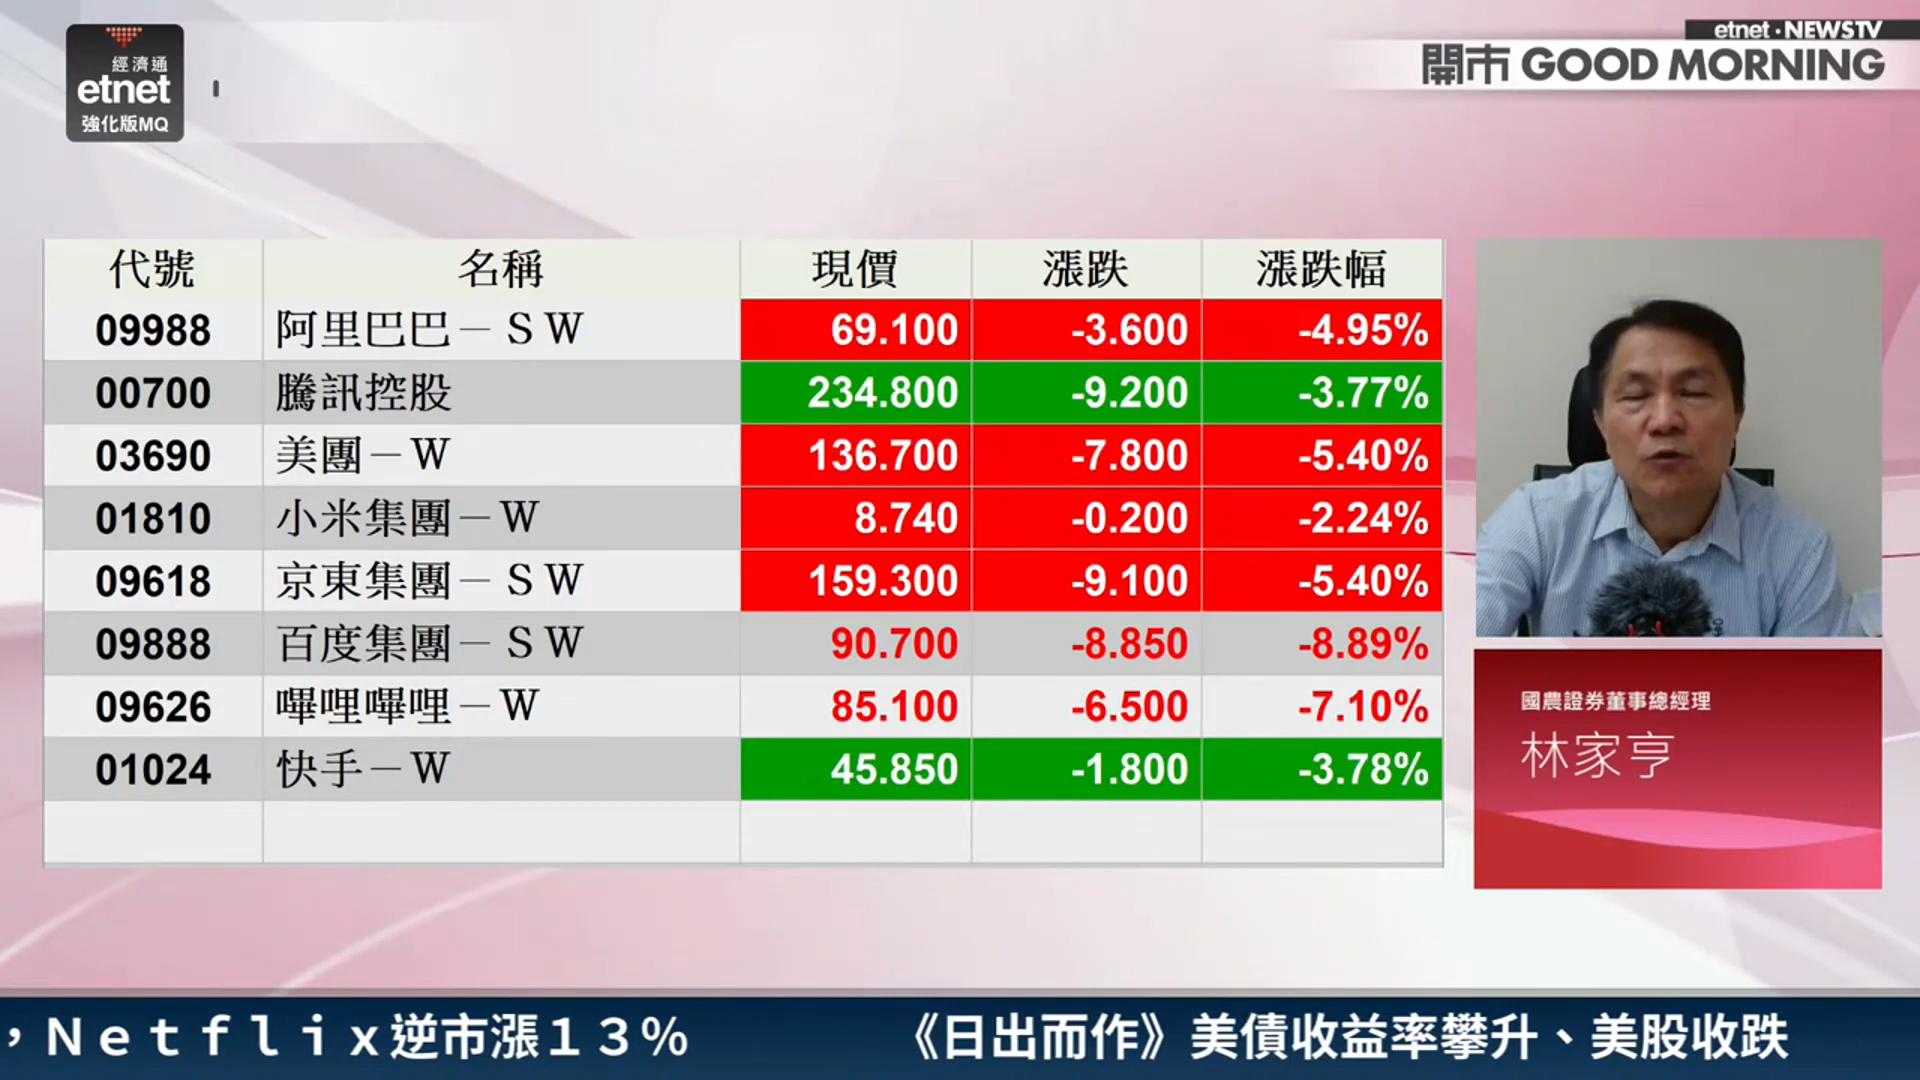 經濟通
etnet
強化版MQ
etnet · NEWSTV
開市 GOOD MORNING
代號 名稱 現價 漲跌 漲跌幅
09988 阿里巴巴－ＳＷ 69.100 -3.600 -4.95%
00700 騰訊控股 234.800 -9.200 -3.77%
03690 美團－Ｗ 136.700 -7.800 -5.40%
01810 小米集團－Ｗ 8.740 -0.200 -2.24%
09618 京東集團－ＳＷ 159.300 -9.100 -5.40%
09888 百度集團－ＳＷ 90.700 -8.850 -8.89%
09626 嗶哩嗶哩－Ｗ 85.100 -6.500 -7.10%
01024 快手－Ｗ 45.850 -1.800 -3.78%
國農證券董事總經理
林家亨
，Ｎｅｔｆｌｉｘ逆市漲１３％ 《日出而作》美債收益率攀升、美股收跌